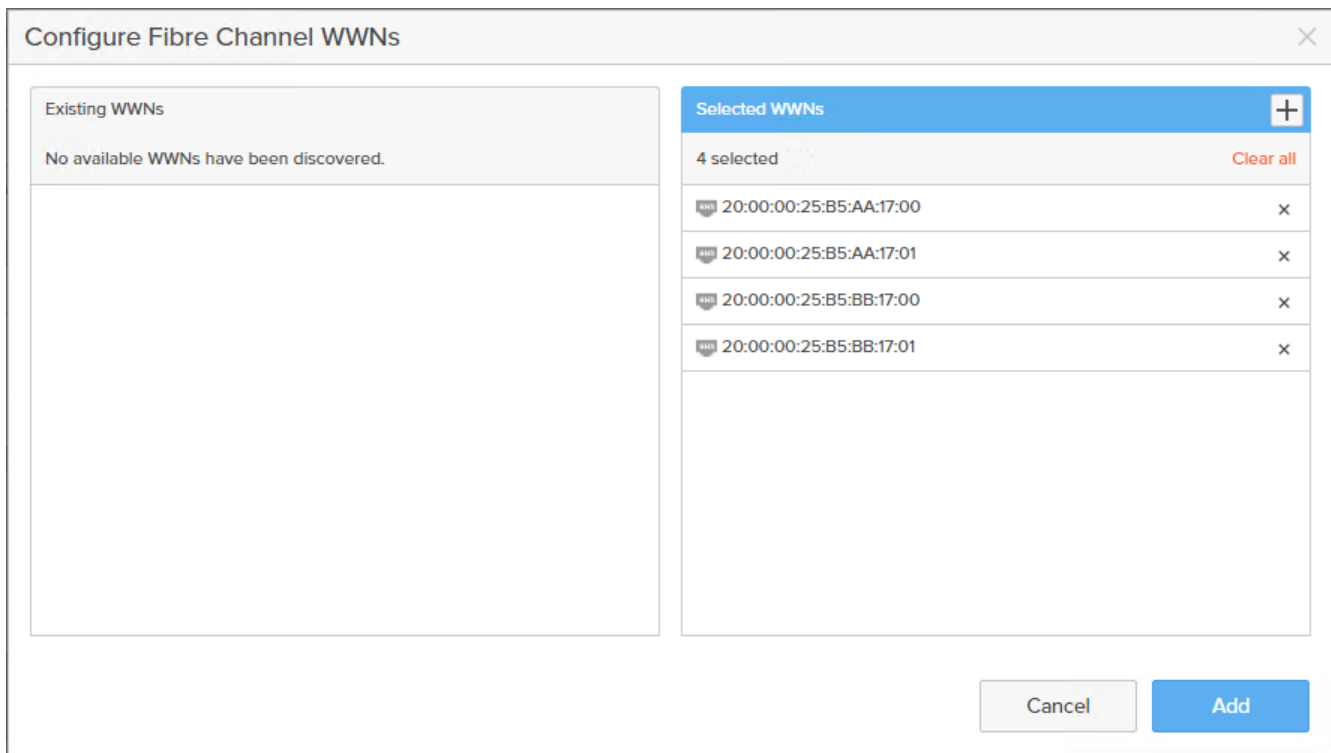 Configure Fibre Channel WWNs
Existing WWNs
No available WWNs have been discovered.
Selected WWNs
4 selected
Clear all
20:00:00:25:B5:AA:17:00
20:00:00:25:B5:AA:17:01
20:00:00:25:B5:BB:17:00
20:00:00:25:B5:BB:17:01
Cancel
Add